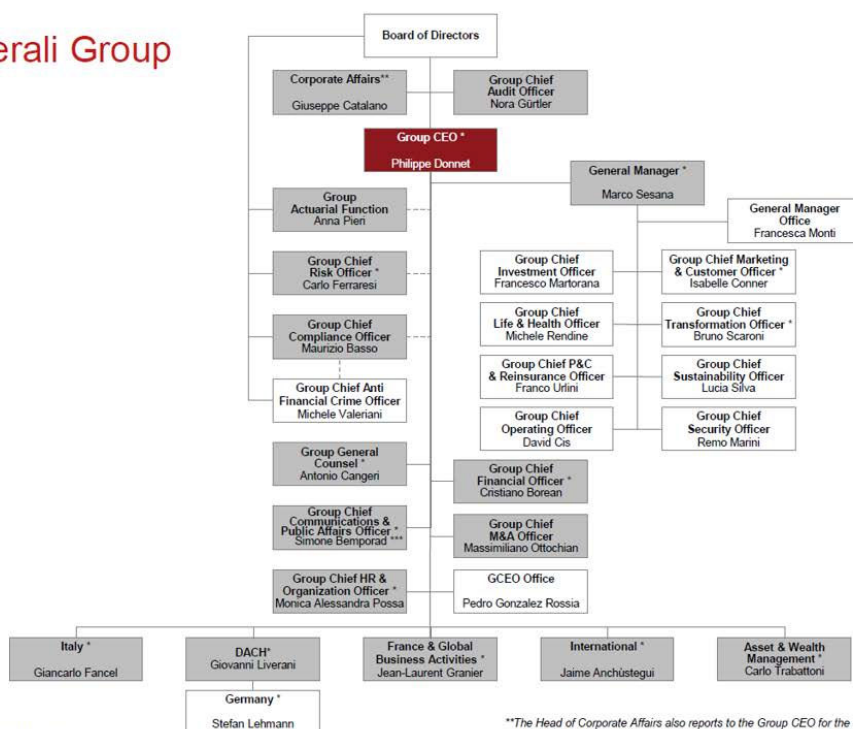 erali Group
Board of Directors
Corporate Affairs**
Giuseppe Catalano
Group Chief
Audit Officer
Nora Gürtler
Group CEO *
Philippe Donnet
General Manager *
Marco Sesana
General Manager
Office
Francesca Monti
Group
Actuarial Function
Anna Pieri
Group Chief
Risk Officer *
Carlo Ferraresi
Group Chief
Compliance Officer
Maurizio Basso
Group Chief Anti
Financial Crime Officer
Michele Valeriani
Group Chief
Investment Officer
Francesco Martorana
Group Chief Marketing
& Customer Officer *
Isabelle Conner
Group Chief
Life & Health Officer
Michele Rendine
Group Chief
Transformation Officer *
Bruno Scaroni
Group Chief P&C
& Reinsurance Officer
Franco Urlini
Group Chief
Sustainability Officer
Lucia Silva
Group Chief
Operating Officer
David Cis
Group Chief
Security Officer
Remo Marini
Group General
Counsel *
Antonio Cangeri
Group Chief
Financial Officer *
Cristiano Borean
Group Chief
Communications &
Public Affairs Officer *
Simone Bemporad ***
Group Chief
M&A Officer
Massimiliano Ottochian
Group Chief HR &
Organization Officer *
Monica Alessandra Possa
GCEO Office
Pedro Gonzalez Rossia
Italy *
Giancarlo Fancel
DACH*
Giovanni Liverani
France & Global
Business Activities *
Jean-Laurent Granier
International *
Jaime Anchùstegui
Asset & Wealth
Management *
Carlo Trabattoni
Germany *
Stefan Lehmann
**The Head of Corporate Affairs also reports to the Group CEO for the